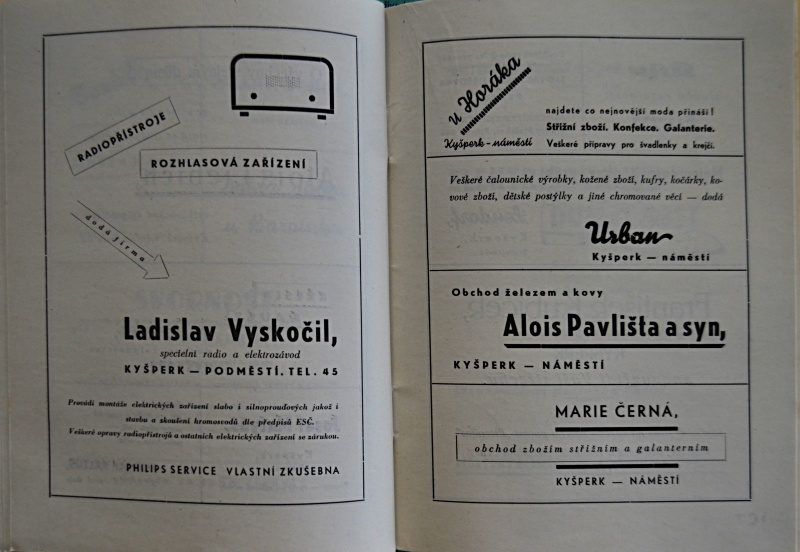 RADIOPŘÍSTROJE
ROZHLASOVÁ ZAŘÍZENÍ
dodá firma
Ladislav Vyskočil,
specielní radio a elektrozávod
KYŠPERK — PODMĚSTÍ. TEL. 45
Provádí montáže elektrických zařízení slabo i silnoproudových jakož i
stavbu a zkoušení hromosvodů dle předpisů ESČ.
Veškeré opravy radiopřístrojů a ostatních elektrických zařízení se zárukou.
PHILIPS SERVICE VLASTNÍ ZKUŠEBNA
U Horáka
Kyšperk - náměstí
najdete co nejnovější moda přináší!
Střižní zboží. Konfekce. Galanterie.
Veškeré přípravy pro švadlenky a krejčí.
Veškeré čalounické výrobky, kožené zboží, kufry, kočárky, ko-
vové zboží, dětské postýlky a jiné chromované věci — dodá
Urban
Kyšperk — náměstí
Obchod železem a kovy
Alois Pavlišta a syn,
KYŠPERK — NÁMĚSTÍ
MARIE ČERNÁ,
obchod zbožím střižním a galanterním
KYŠPERK — NÁMĚSTÍ